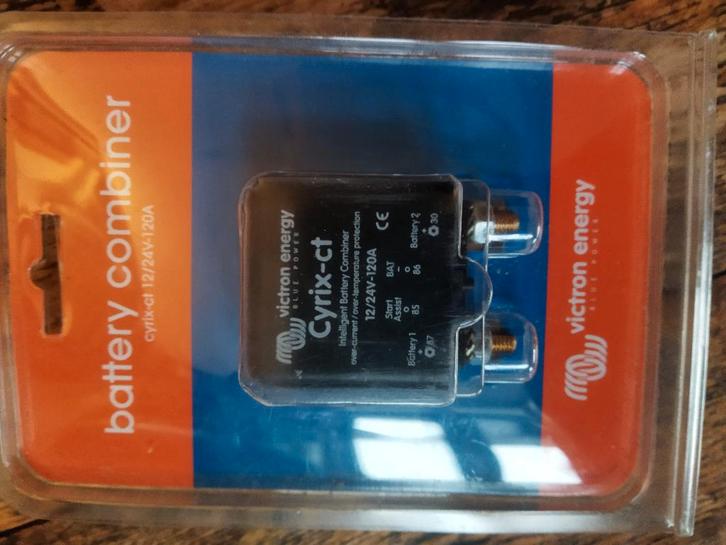 battery combiner
cyrix-ct 12/24V-120A
victron energy
BLUE POWER
Cyrix-ct
Intelligent Battery Combiner
over-current / over-temperature protection
12/24V-120A
CE
Start
Assist
BAT
-
85
86
Battery 1
+
87
Battery 2
+
30
victron energy
BLUE POWER